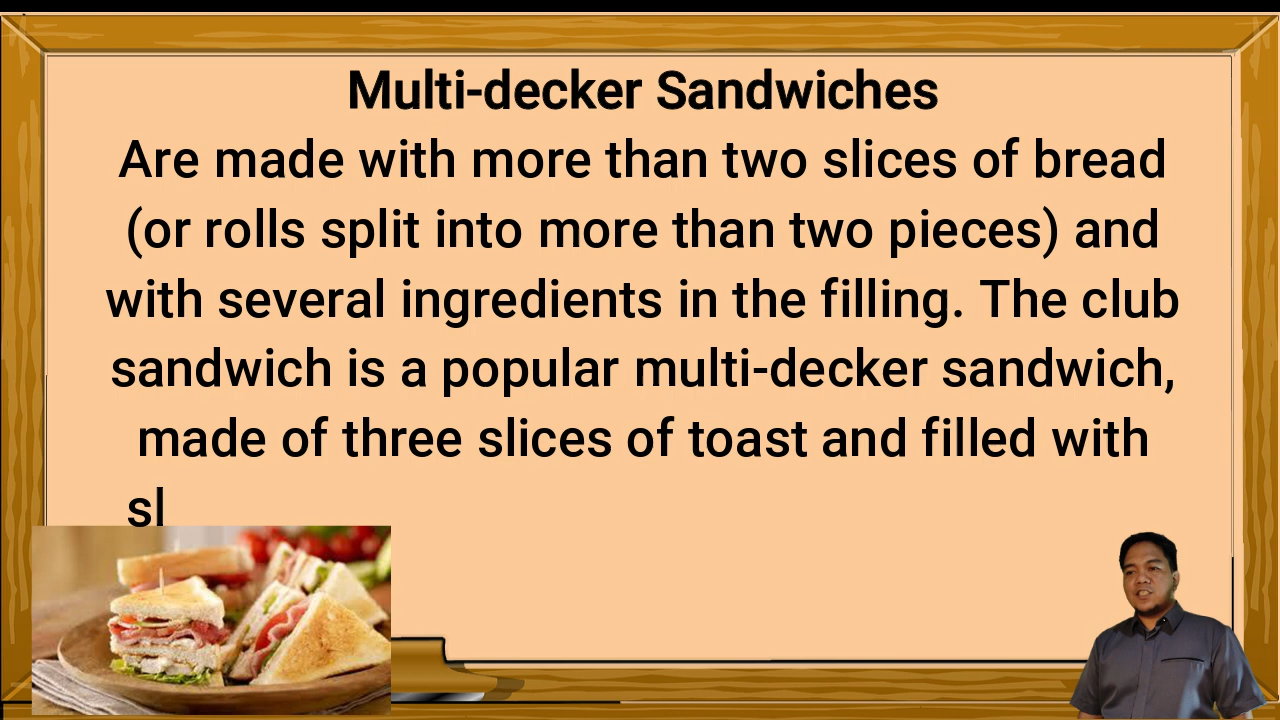 Multi-decker Sandwiches
Are made with more than two slices of bread
(or rolls split into more than two pieces) and
with several ingredients in the filling. The club
sandwich is a popular multi-decker sandwich,
made of three slices of toast and filled with
sl